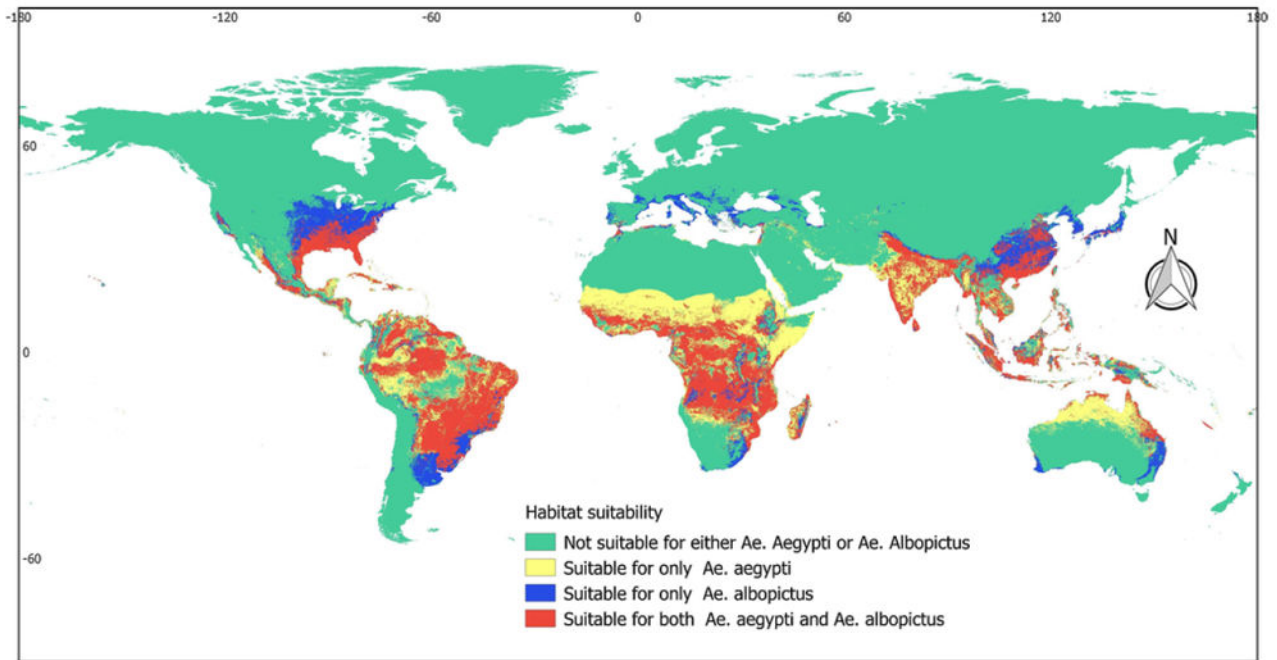 -180 -120 -60 0 60 120 180
60
0
-60
N
Habitat suitability
Not suitable for either Ae. Aegypti or Ae. Albopictus
Suitable for only Ae. aegypti
Suitable for only Ae. albopictus
Suitable for both Ae. aegypti and Ae. albopictus